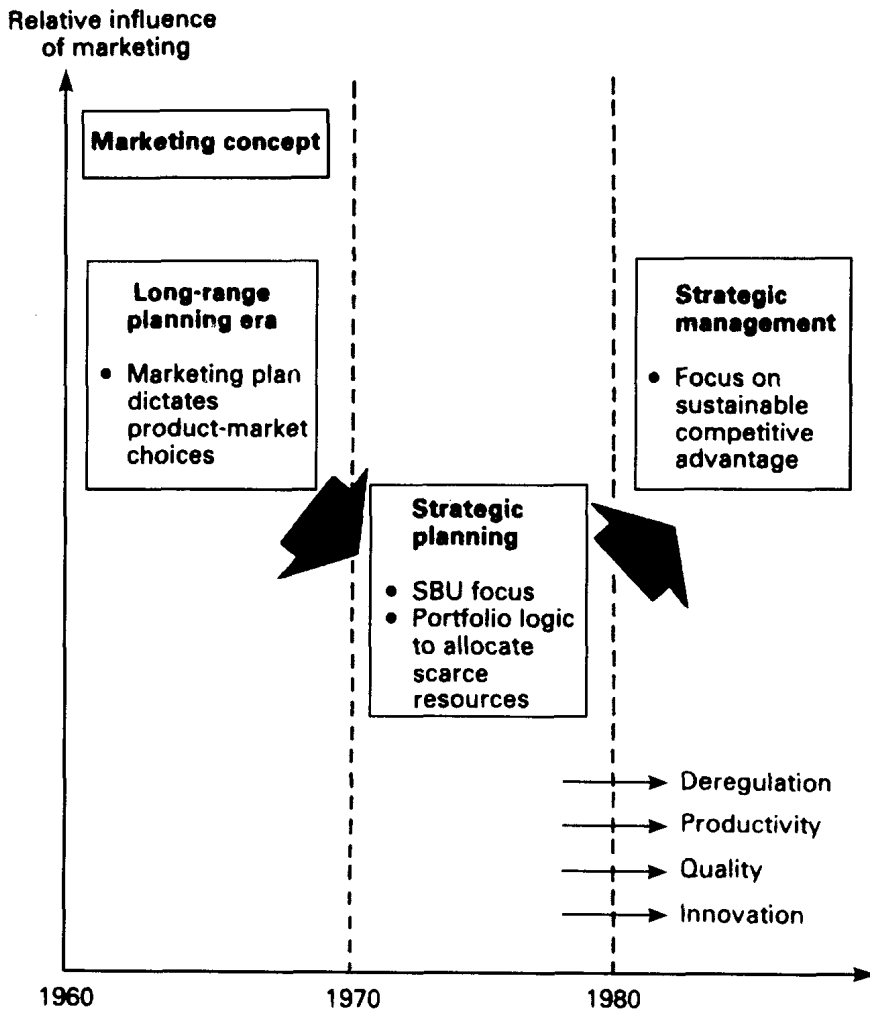 Relative influence
of marketing
Marketing concept
Long-range
planning era
• Marketing plan
dictates
product-market
choices
Strategic
planning
• SBU focus
• Portfolio logic
to allocate
scarce
resources
Strategic
management
• Focus on
sustainable
competitive
advantage
Deregulation
Productivity
Quality
Innovation
1960
1970
1980